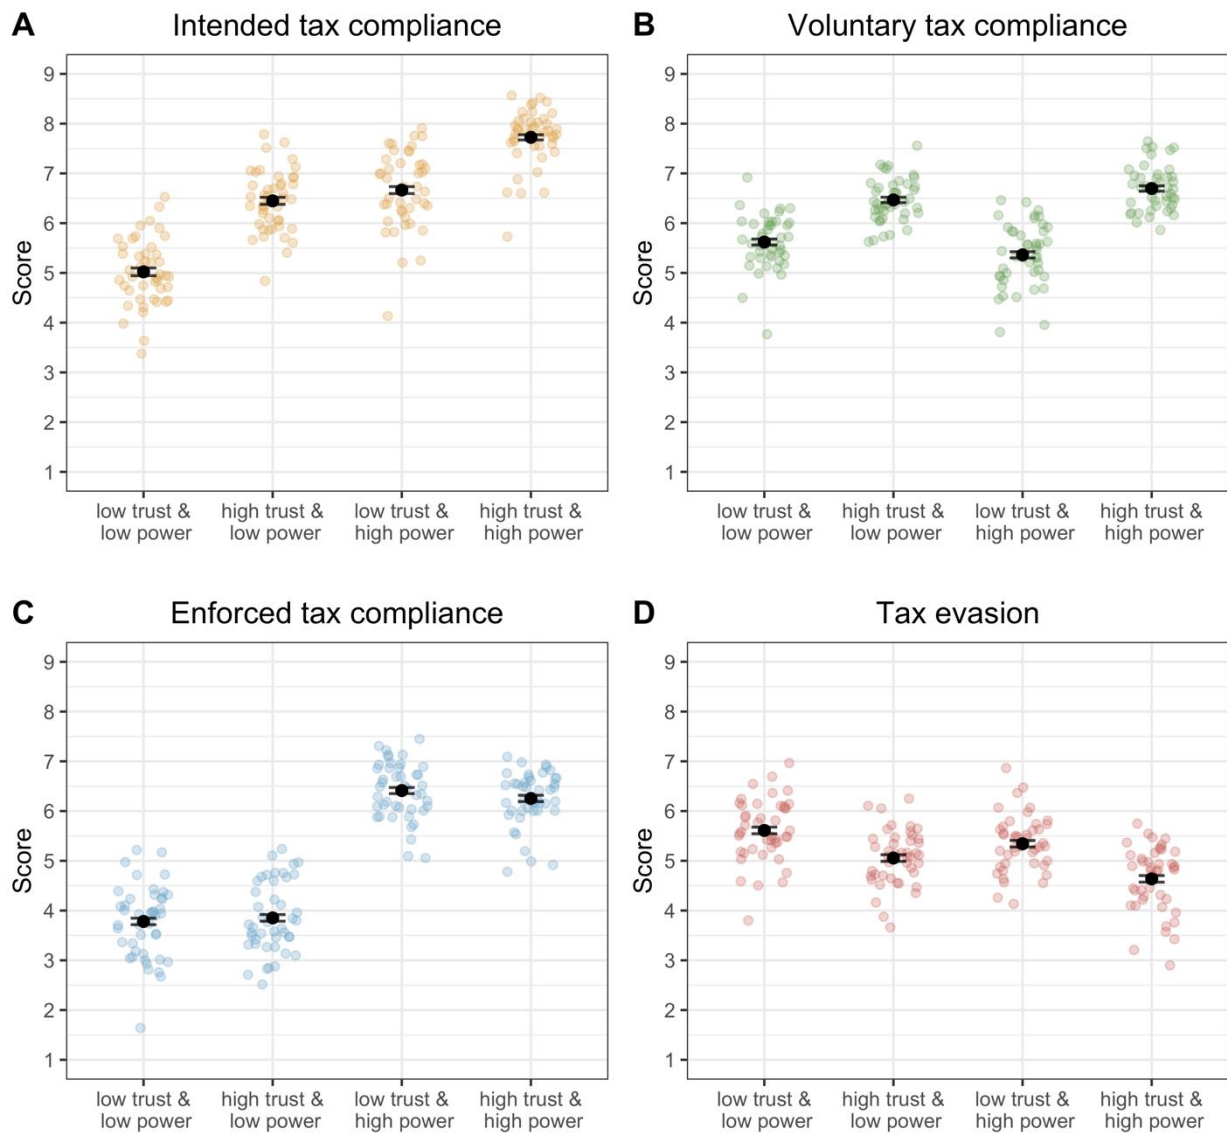 A Intended tax compliance
Score
9
8
7
6
5
4
3
2
1
low trust & high trust & low trust & high trust &
low power low power high power high power
B Voluntary tax compliance
Score
9
8
7
6
5
4
3
2
1
low trust & high trust & low trust & high trust &
low power low power high power high power
C Enforced tax compliance
Score
9
8
7
6
5
4
3
2
1
low trust & high trust & low trust & high trust &
low power low power high power high power
D Tax evasion
Score
9
8
7
6
5
4
3
2
1
low trust & high trust & low trust & high trust &
low power low power high power high power